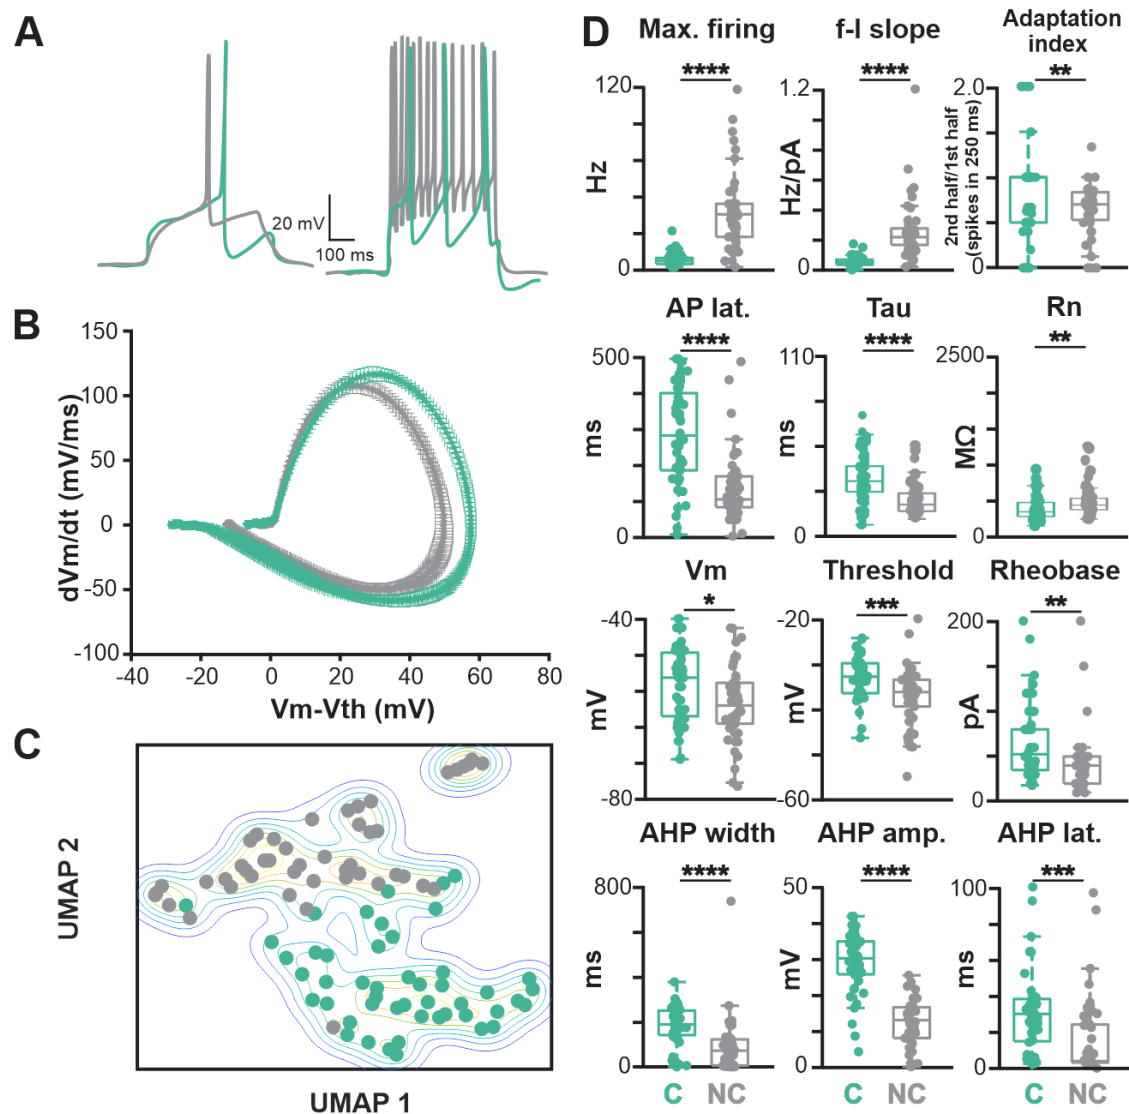 A
20 mV
100 ms
B
150
100
50
0
-50
-100
-40
-20
0
20
40
60
80
dVm/dt (mV/ms)
Vm-Vth (mV)
C
UMAP 2
UMAP 1
D
Max. firing
****
120
0
Hz
f-I slope
****
1.2
0
Hz/pA
Adaptation
index
**
2.0
0
2nd half/1st half
(spikes in 250 ms)
AP lat.
****
500
0
ms
Tau
****
110
0
ms
Rn
**
2500
0
MΩ
Vm
*
-40
-80
mV
Threshold
***
-20
-60
mV
Rheobase
**
200
0
pA
AHP width
****
800
0
ms
AHP amp.
****
50
0
mV
AHP lat.
***
100
0
ms
C NC
C NC
C NC